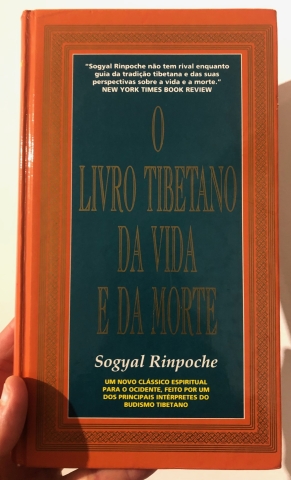 "Sogyal Rinpoche não tem rival enquanto
guia da tradição tibetana e das suas
perspectivas sobre a vida e a morte."
NEW YORK TIMES BOOK REVIEW
O
LIVRO TIBETANO
DA VIDA
E DA MORTE
Sogyal Rinpoche
UM NOVO CLÁSSICO ESPIRITUAL
PARA O OCIDENTE, FEITO POR UM
DOS PRINCIPAIS INTÉRPRETES DO
BUDISMO TIBETANO